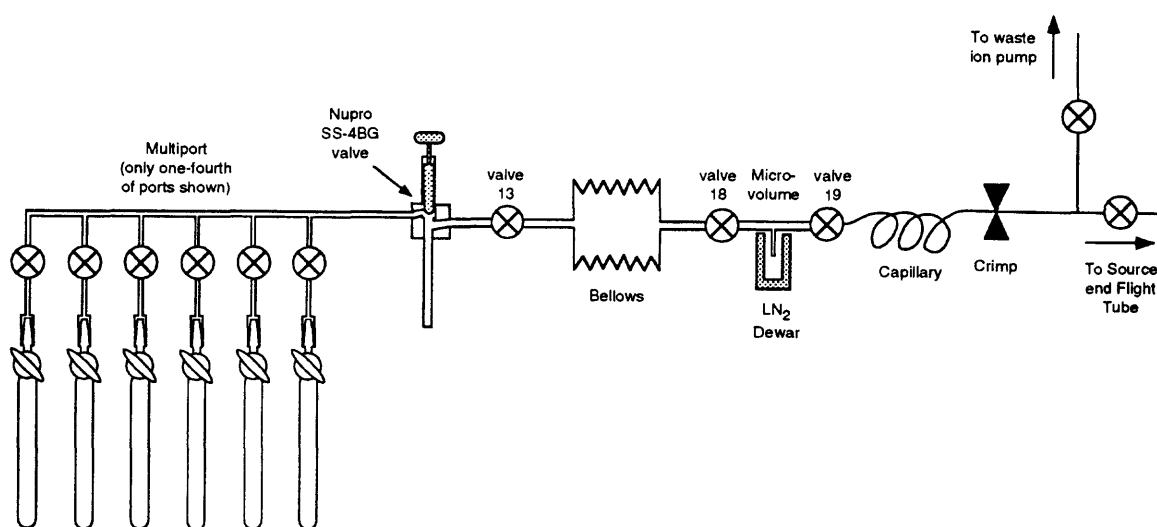 To waste
ion pump
Nupro
SS-4BG
valve
Multiport
(only one-fourth
of ports shown)
valve
13
valve
18
Micro-
volume
valve
19
Bellows
LN2
Dewar
Capillary
Crimp
To Source
end Flight
Tube